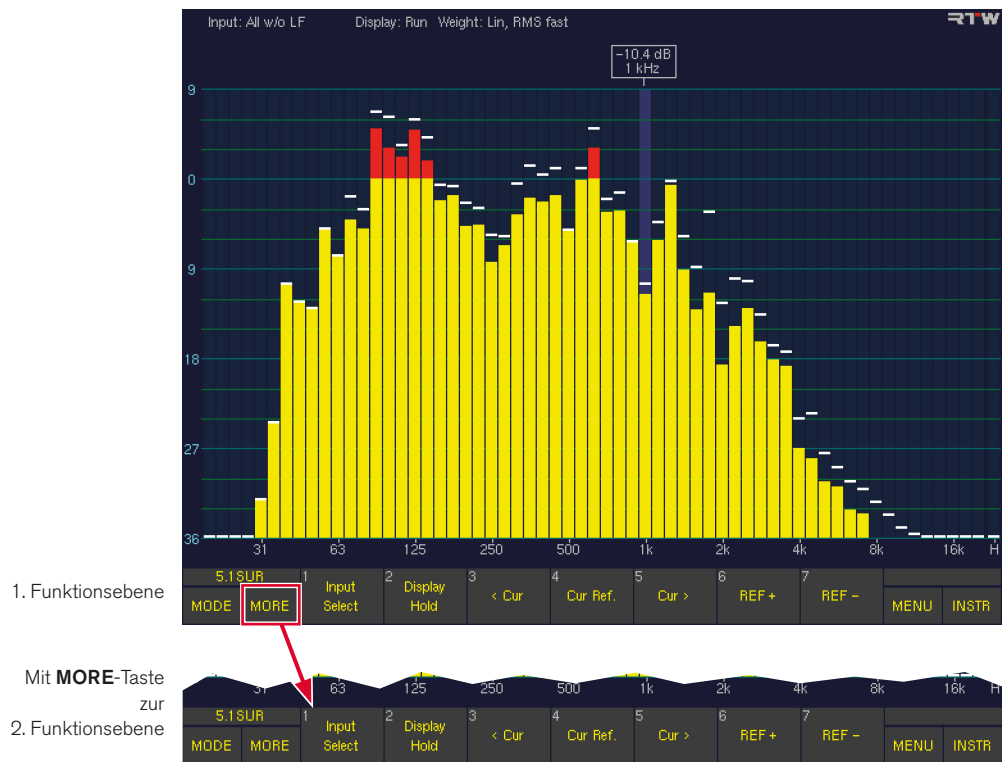 Input: All w/o LF Display: Run Weight: Lin, RMS fast RTW
-10.4 dB
1 kHz
9
0
9
18
27
36
31 63 125 250 500 1k 2k 4k 8k 16k H
1. Funktionsebene
5.1SUR
MODE MORE
1 Input Select
2 Display Hold
3 < Cur
4 Cur Ref.
5 Cur >
6 REF +
7 REF -
MENU INSTR
Mit MORE-Taste
zur
2. Funktionsebene
31 63 125 250 500 1k 2k 4k 8k 16k H
5.1SUR
MODE MORE
1 Input Select
2 Display Hold
3 < Cur
4 Cur Ref.
5 Cur >
6 REF +
7 REF -
MENU INSTR